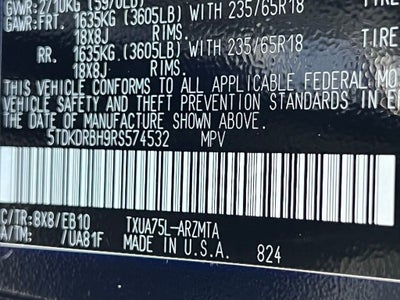 GVWR: 2710KG (5970LB)
GAWR: FRT. 1635KG (3605LB) WITH 235/65R18 TIRE
18X8J RIMS.
RR. 1635KG (3605LB) WITH 235/65R18 TIRE
18X8J RIMS.
THIS VEHICLE CONFORMS TO ALL APPLICABLE FEDERAL MO
VEHICLE SAFETY AND THEFT PREVENTION STANDARDS IN E
THE DATE OF MANUFACTURE SHOWN ABOVE.
5TDKDRBH9RS574532 MPV
C/TR: 8X8/EB10 TXUA75L-ARZMTA
A/TM: /UA81F MADE IN U.S.A. 824